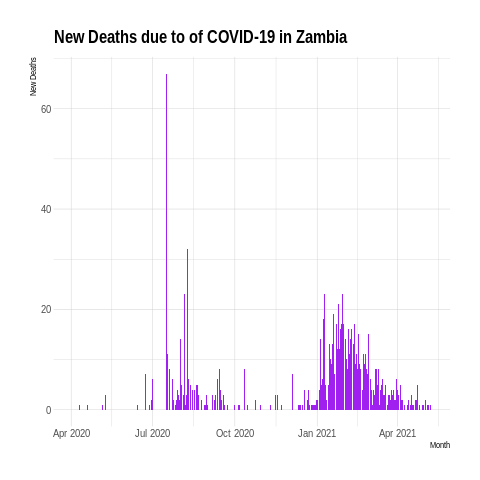 New Deaths due to of COVID-19 in Zambia
New Deaths
60
40
20
0
Apr 2020 Jul 2020 Oct 2020 Jan 2021 Apr 2021
Month